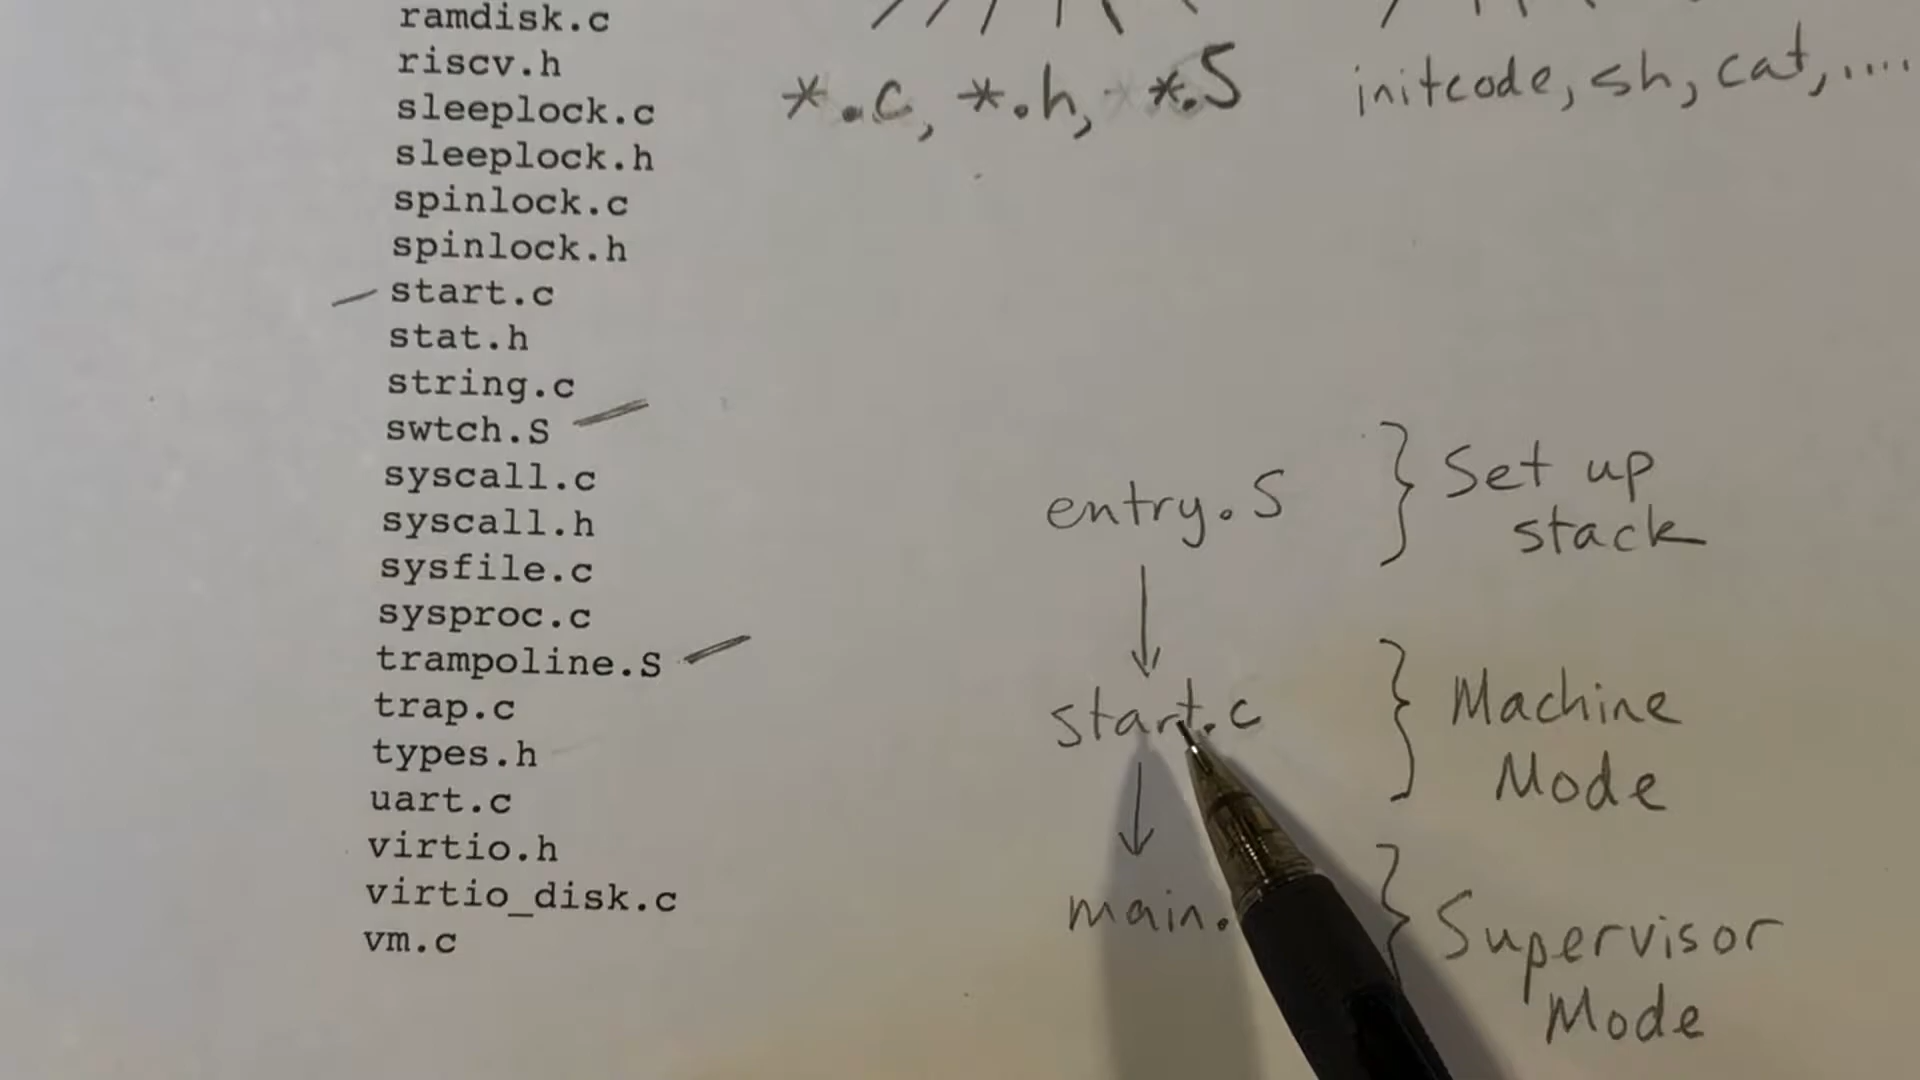 ramdisk.c
riscv.h
sleeplock.c
sleeplock.h
spinlock.c
spinlock.h
start.c
stat.h
string.c
swtch.S
syscall.c
syscall.h
sysfile.c
sysproc.c
trampoline.S
trap.c
types.h
uart.c
virtio.h
virtio_disk.c
vm.c
*.c, *.h, *.S
initcode, sh, cat, ....
entry.S
Set up
stack
start.c
Machine
Mode
main.
Supervisor
Mode